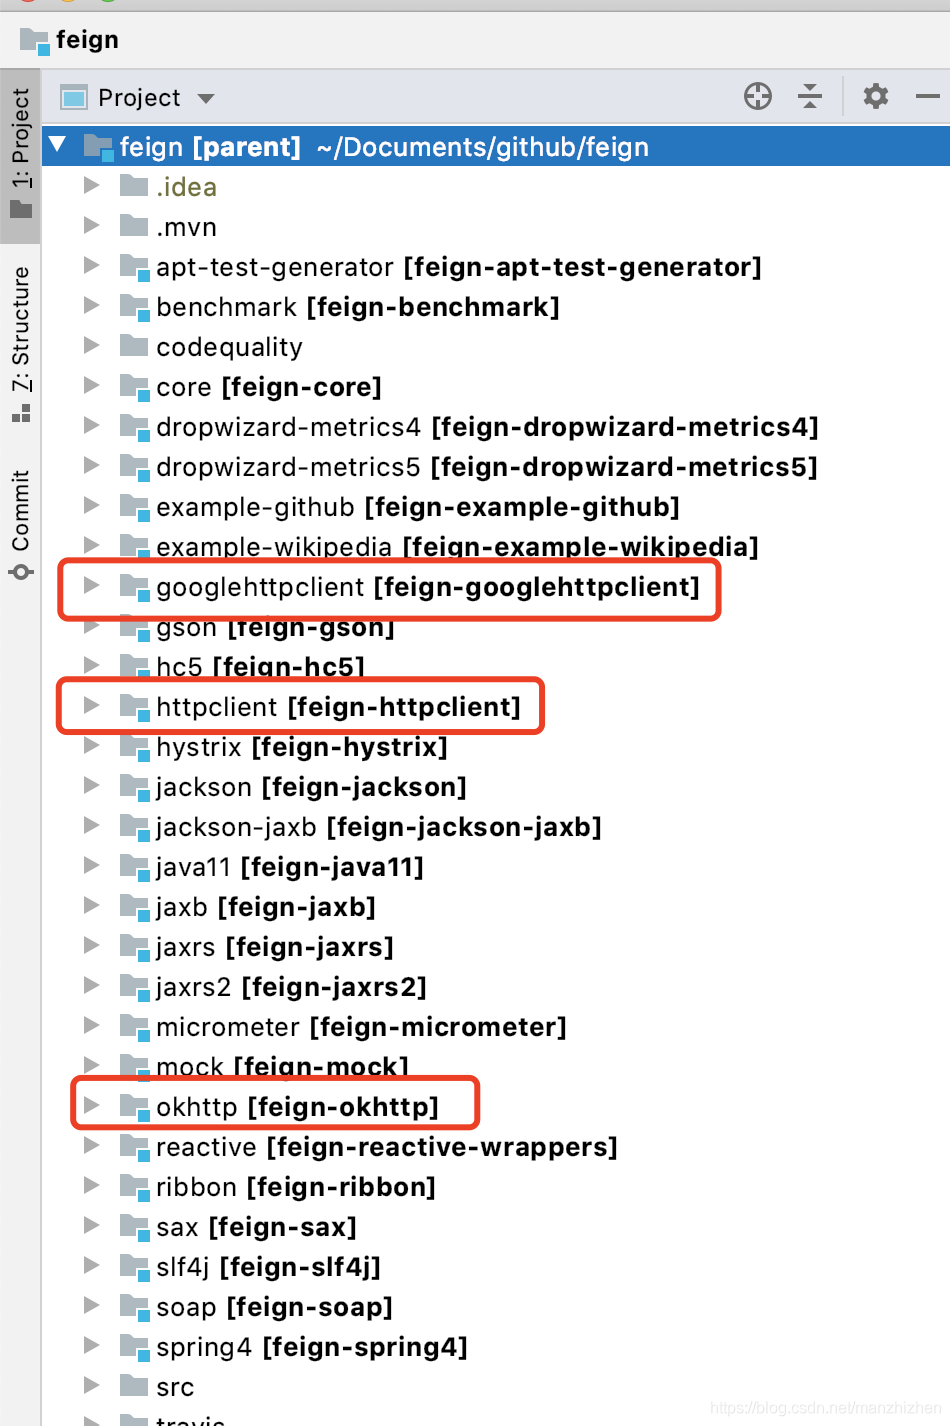 feign
Project
1: Project
7: Structure
Commit
feign [parent] ~/Documents/github/feign
.idea
.mvn
apt-test-generator [feign-apt-test-generator]
benchmark [feign-benchmark]
codequality
core [feign-core]
dropwizard-metrics4 [feign-dropwizard-metrics4]
dropwizard-metrics5 [feign-dropwizard-metrics5]
example-github [feign-example-github]
example-wikipedia [feign-example-wikipedia]
googlehttpclient [feign-googlehttpclient]
gson [feign-gson]
hc5 [feign-hc5]
httpclient [feign-httpclient]
hystrix [feign-hystrix]
jackson [feign-jackson]
jackson-jaxb [feign-jackson-jaxb]
java11 [feign-java11]
jaxb [feign-jaxb]
jaxrs [feign-jaxrs]
jaxrs2 [feign-jaxrs2]
micrometer [feign-micrometer]
mock [feign-mock]
okhttp [feign-okhttp]
reactive [feign-reactive-wrappers]
ribbon [feign-ribbon]
sax [feign-sax]
slf4j [feign-slf4j]
soap [feign-soap]
spring4 [feign-spring4]
src
travis
https://blog.csdn.net/manzhizhen